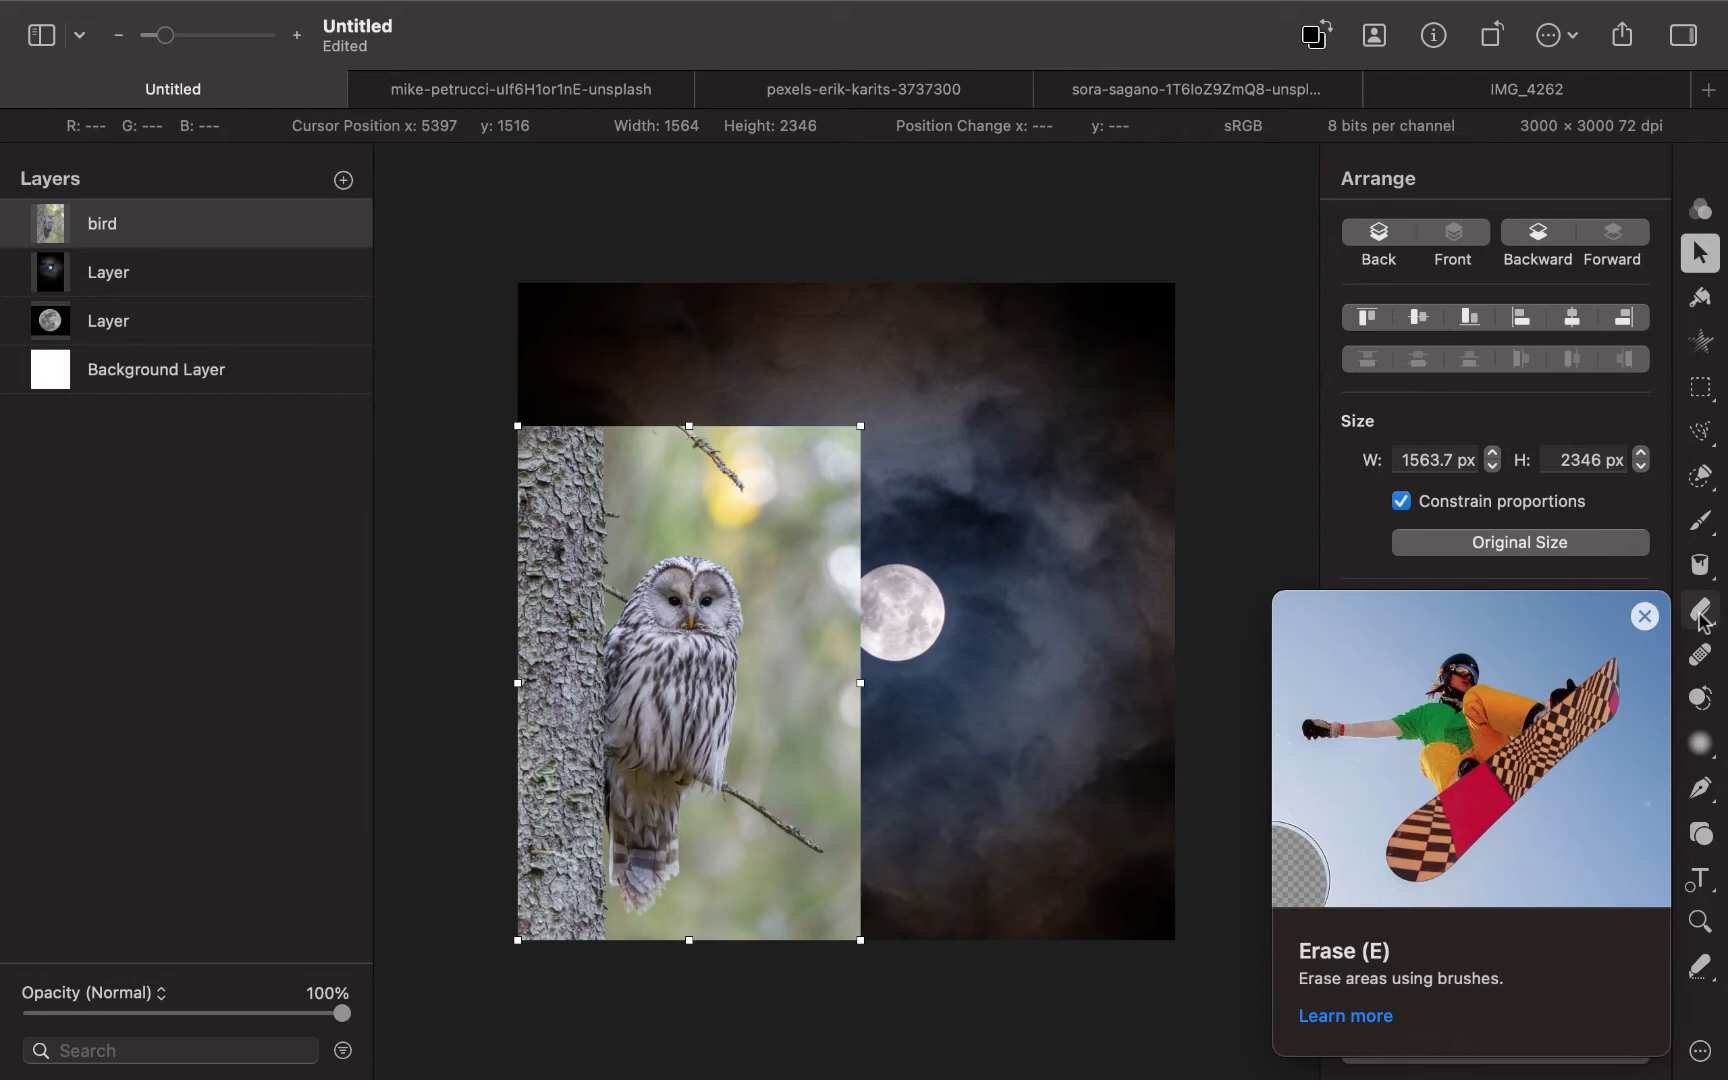 Untitled
Edited
Untitled
mike-petrucci-uIf6H1or1nE-unsplash
pexels-erik-karits-3737300
sora-sagano-1T6IoZ9ZmQ8-unspl...
IMG_4262
R: --- G: --- B: --- Cursor Position x: 5397 y: 1516 Width: 1564 Height: 2346 Position Change x: --- y: --- sRGB 8 bits per channel 3000 × 3000 72 dpi
Layers
bird
Layer
Layer
Background Layer
Opacity (Normal) 100%
Search
Arrange
Back Front Backward Forward
Size
W: 1563.7 px H: 2346 px
Constrain proportions
Original Size
Erase (E)
Erase areas using brushes.
Learn more